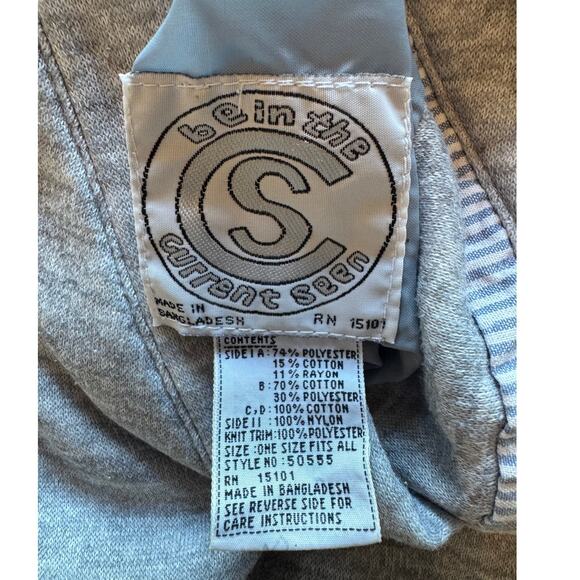 be in the
CS
current seen
MADE IN
BANGLADESH RN 15101
CONTENTS
SIDE I A: 74% POLYESTER
15% COTTON
11% RAYON
B: 70% COTTON
30% POLYESTER
C,D: 100% COTTON
SIDE II: 100% NYLON
KNIT TRIM: 100% POLYESTER
SIZE :ONE SIZE FITS ALL
STYLE NO: 50555
RN 15101
MADE IN BANGLADESH
SEE REVERSE SIDE FOR
CARE INSTRUCTIONS